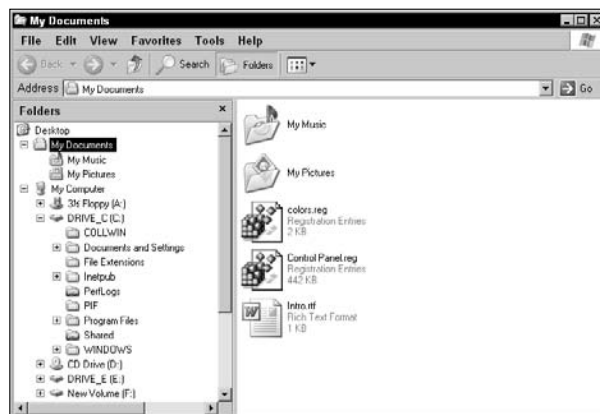 My Documents
File Edit View Favorites Tools Help
Back Search Folders
Address My Documents Go
Folders
Desktop
My Documents
My Music
My Pictures
My Computer
3½ Floppy (A:)
DRIVE_C (C:)
COLLWIN
Documents and Settings
File Extensions
Inetpub
PerfLogs
PIF
Program Files
Shared
WINDOWS
CD Drive (D:)
DRIVE_E (E:)
New Volume (F:)
My Music
My Pictures
colors.reg
Registration Entries
2 KB
Control Panel.reg
Registration Entries
442 KB
Intro.rtf
Rich Text Format
1 KB